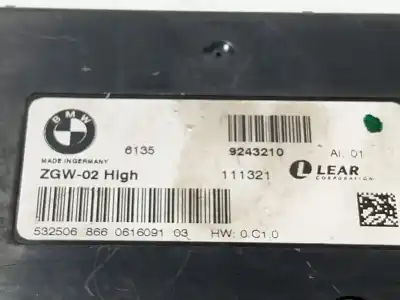 BMW
6135 9243210 AI. 01
MADE IN GERMANY
ZGW-02 High 111321 LEAR
CORPORATION
532506 866 0616091 03 HW: 0.C1.0